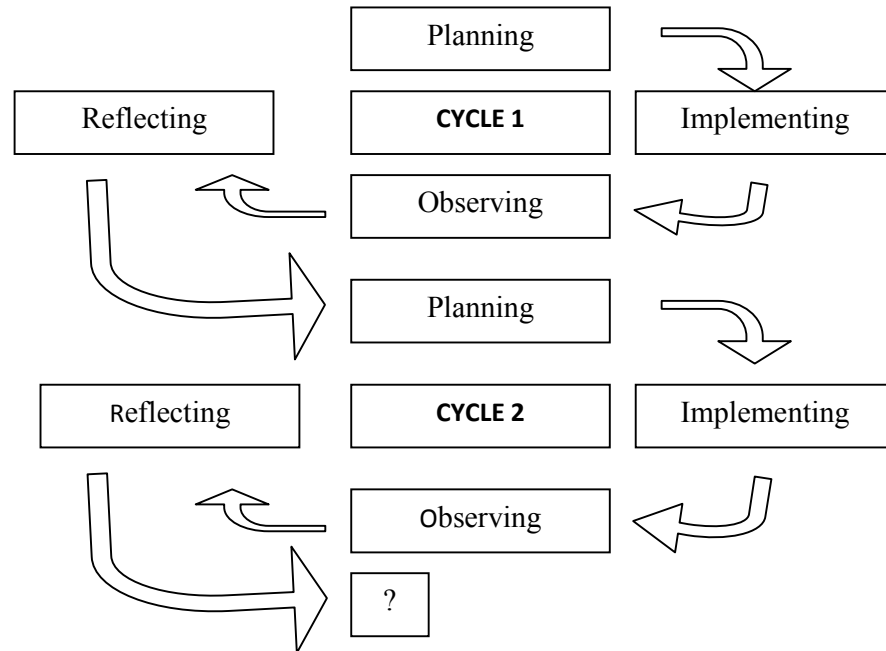 Planning
Reflecting
CYCLE 1
Implementing
Observing
Planning
Reflecting
CYCLE 2
Implementing
Observing
?